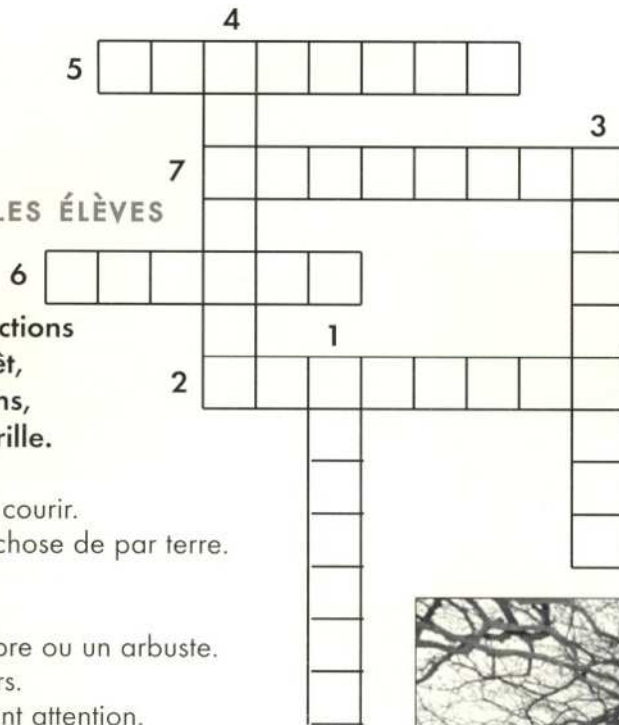 4
5
3
7
LES ÉLÈVES
6
ctions
1
êt,
2
ns,
rille.
courir.
chose de par terre.
bre ou un arbuste.
rs.
nt attention.